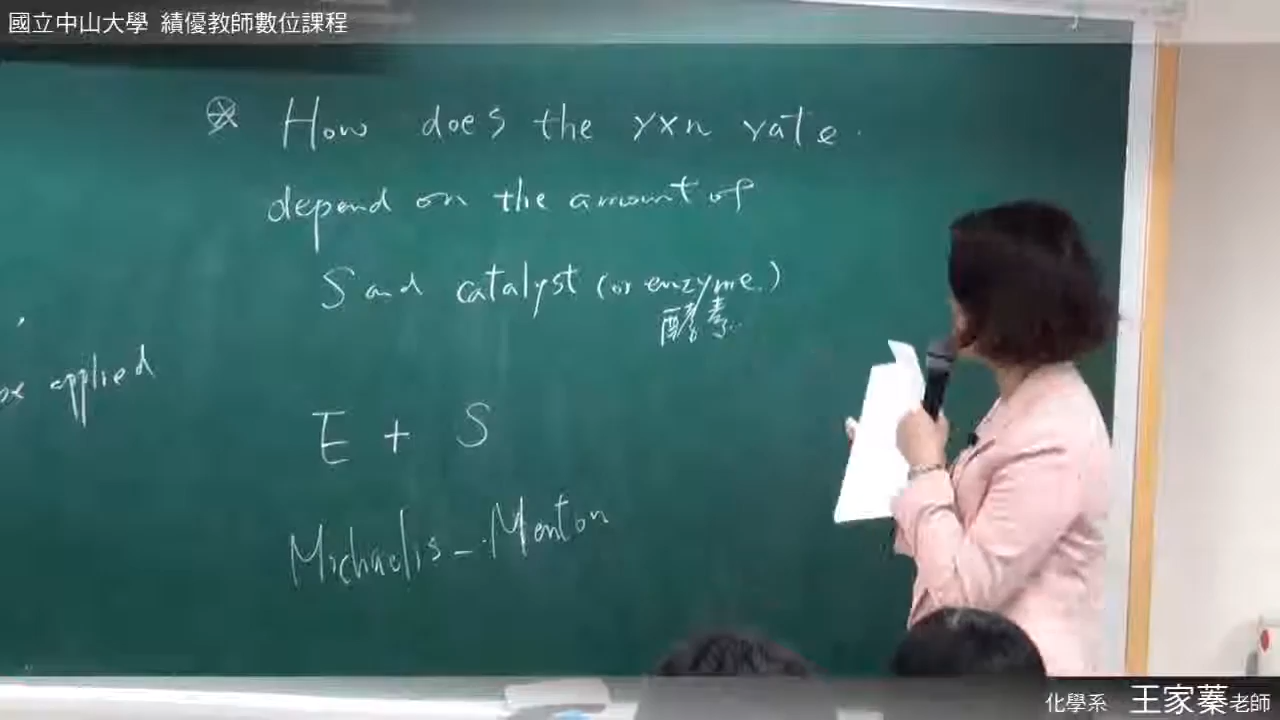 國立中山大學 績優教師數位課程
How does the rxn rate
depend on the amount of
S and catalyst (or enzyme)
酵素
applied
E + S
Michaelis-Menton
化學系 王家蓁老師